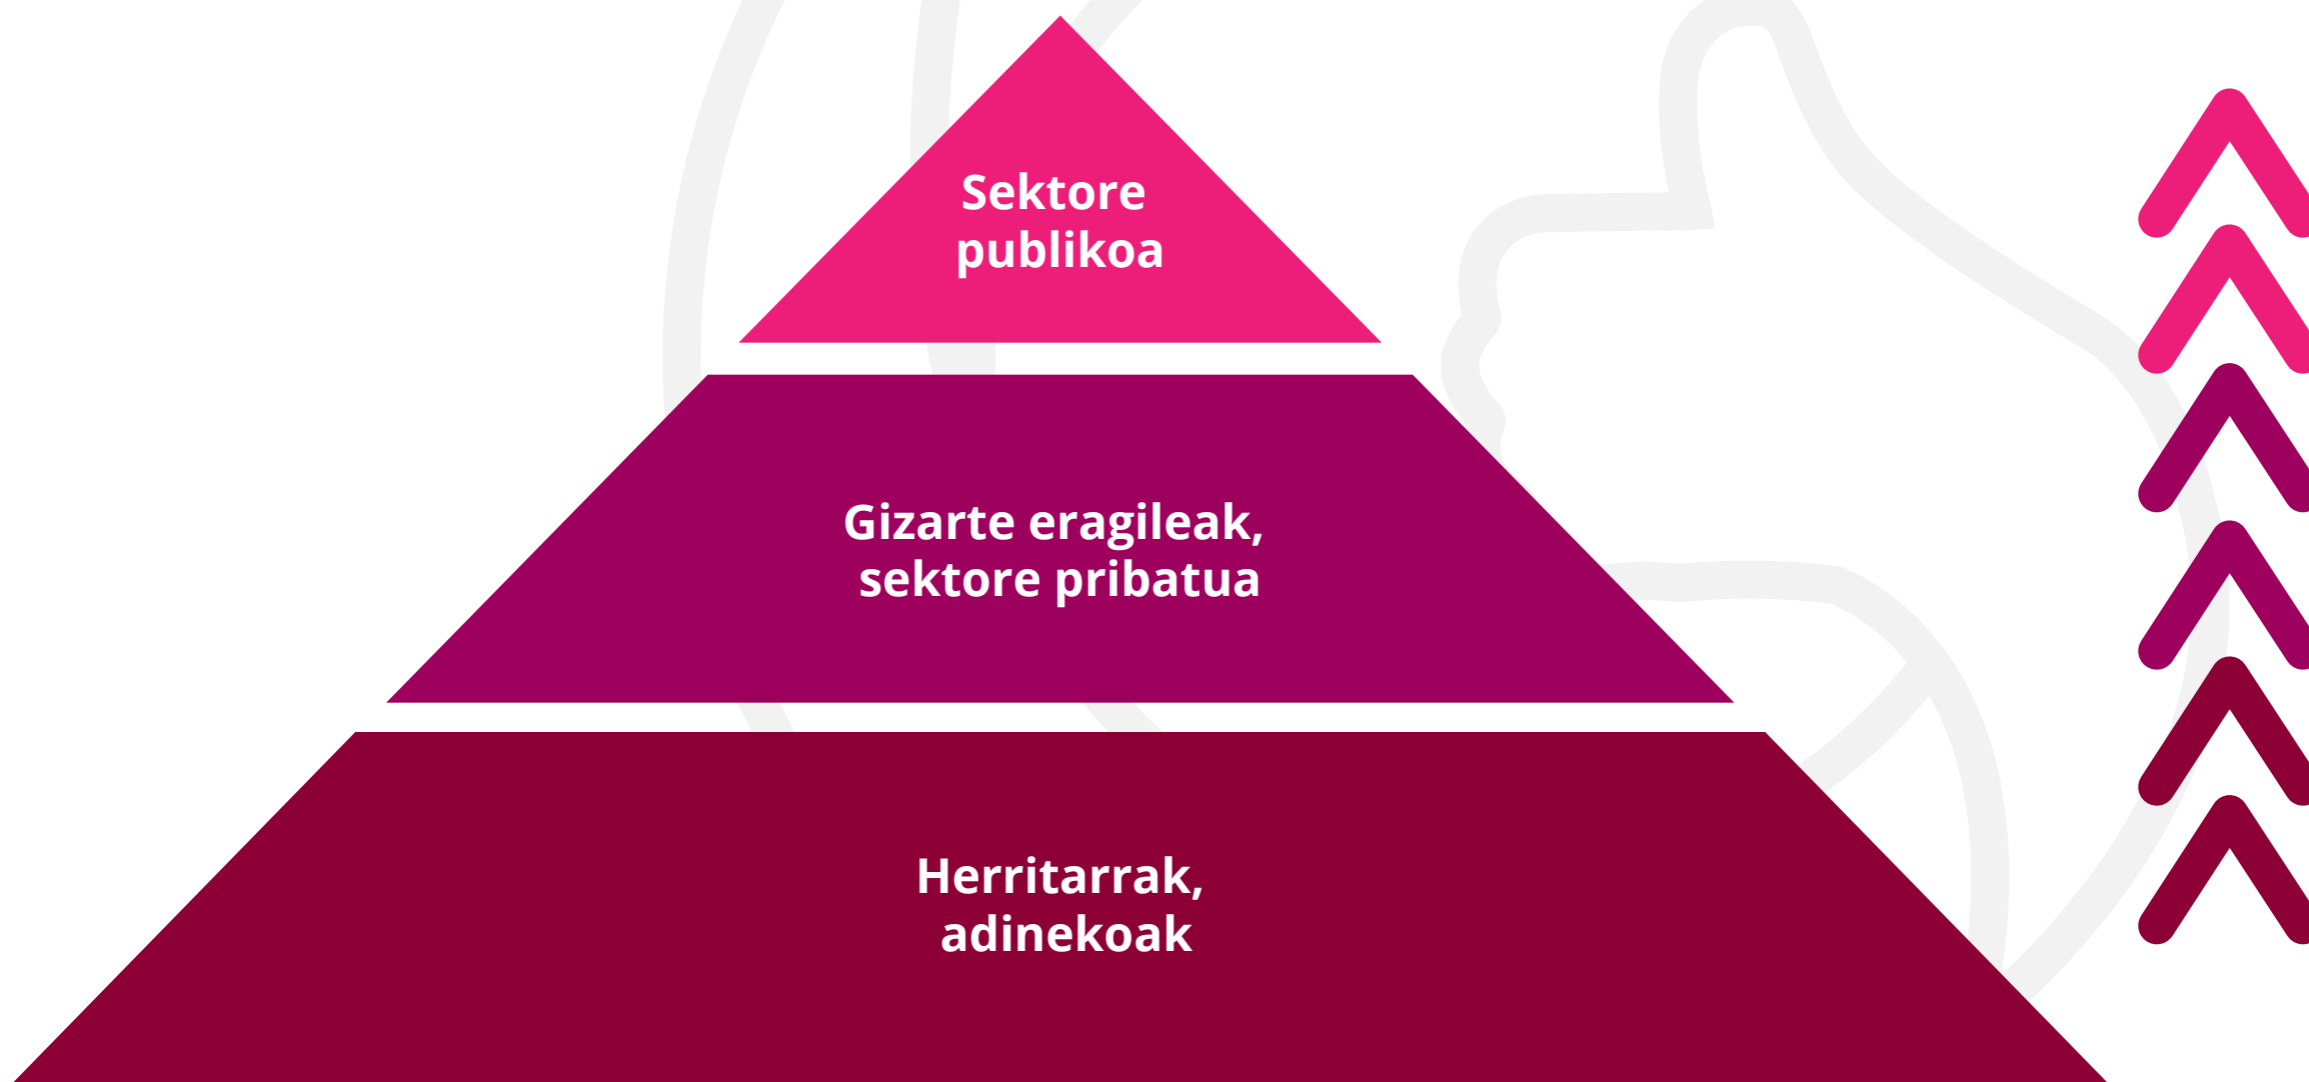 Sektore
publikoa
Gizarte eragileak,
sektore pribatua
Herritarrak,
adinekoak